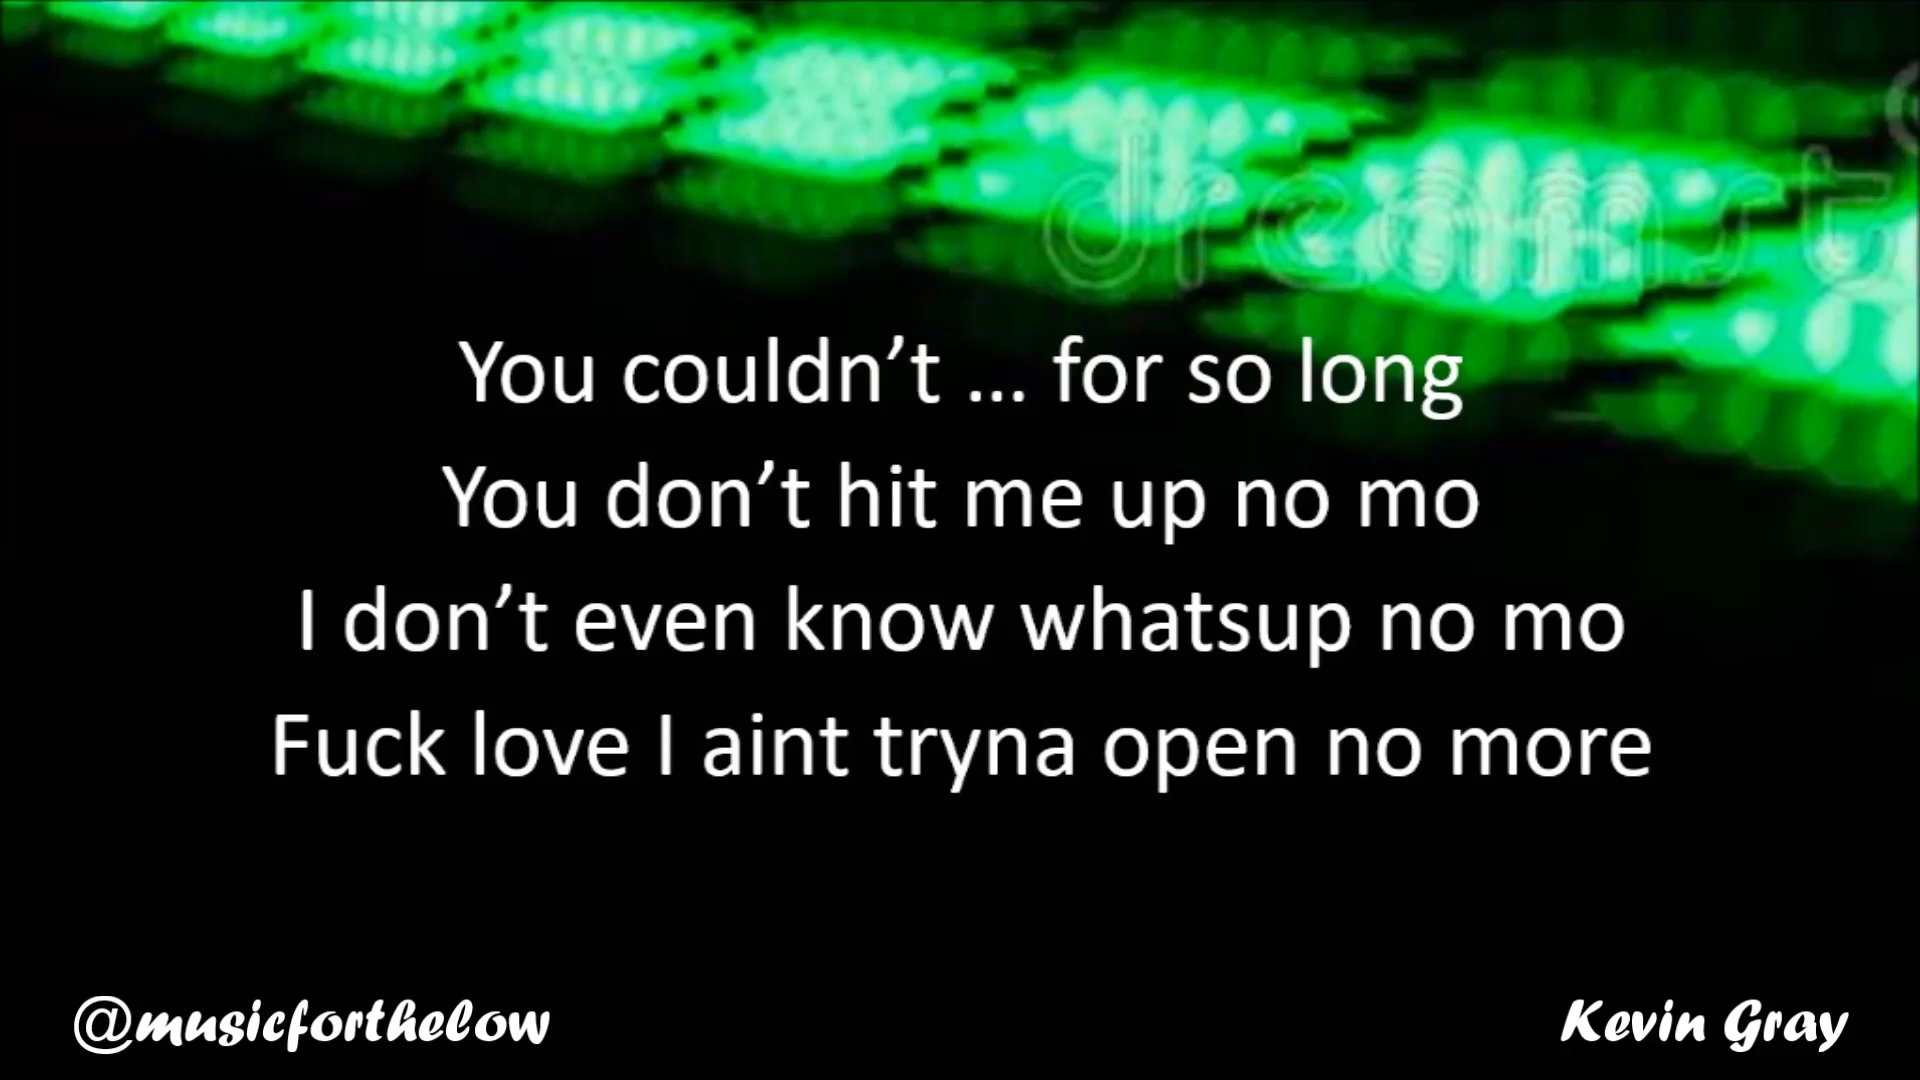 dreamst
You couldn’t ... for so long
You don’t hit me up no mo
I don’t even know whatsup no mo
Fuck love I aint tryna open no more
@musicforthelow
Kevin Gray